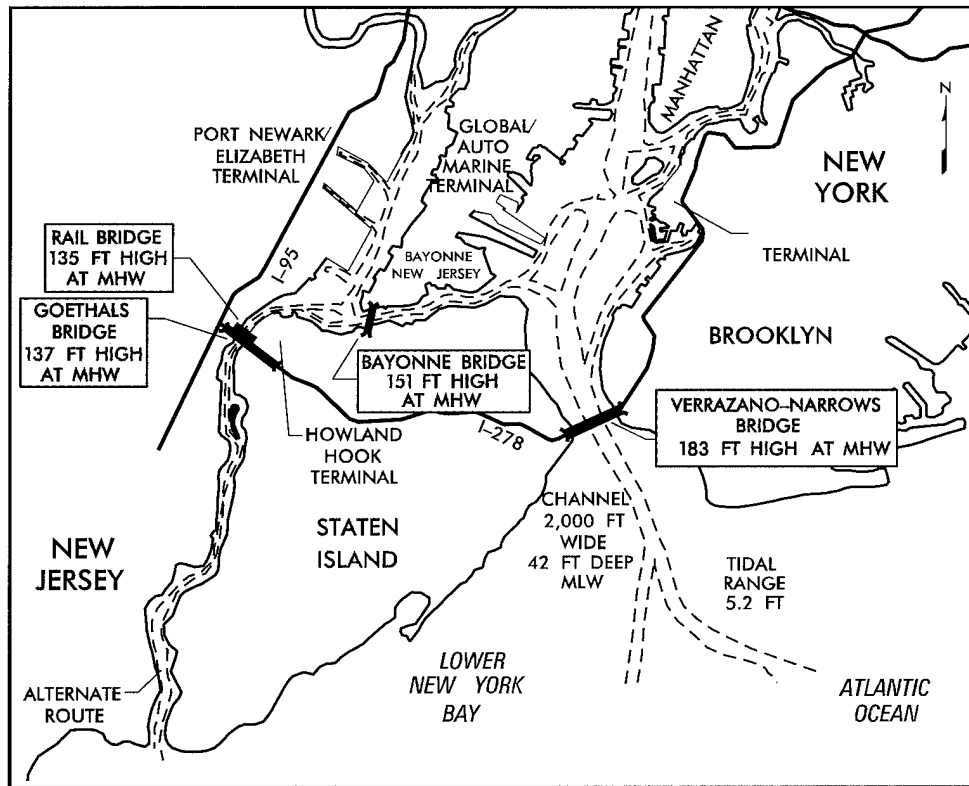 MANHATTAN
N
PORT NEWARK/
ELIZABETH
TERMINAL
GLOBAL/
AUTO
MARINE
TERMINAL
NEW
YORK
RAIL BRIDGE
135 FT HIGH
AT MHW
I-95
BAYONNE
NEW JERSEY
TERMINAL
GOETHALS
BRIDGE
137 FT HIGH
AT MHW
BROOKLYN
BAYONNE BRIDGE
151 FT HIGH
AT MHW
VERRAZANO-NARROWS
BRIDGE
183 FT HIGH AT MHW
I-278
HOWLAND
HOOK
TERMINAL
CHANNEL
2,000 FT
WIDE
42 FT DEEP
MLW
STATEN
ISLAND
NEW
JERSEY
TIDAL
RANGE
5.2 FT
LOWER
NEW YORK
BAY
ALTERNATE
ROUTE
ATLANTIC
OCEAN